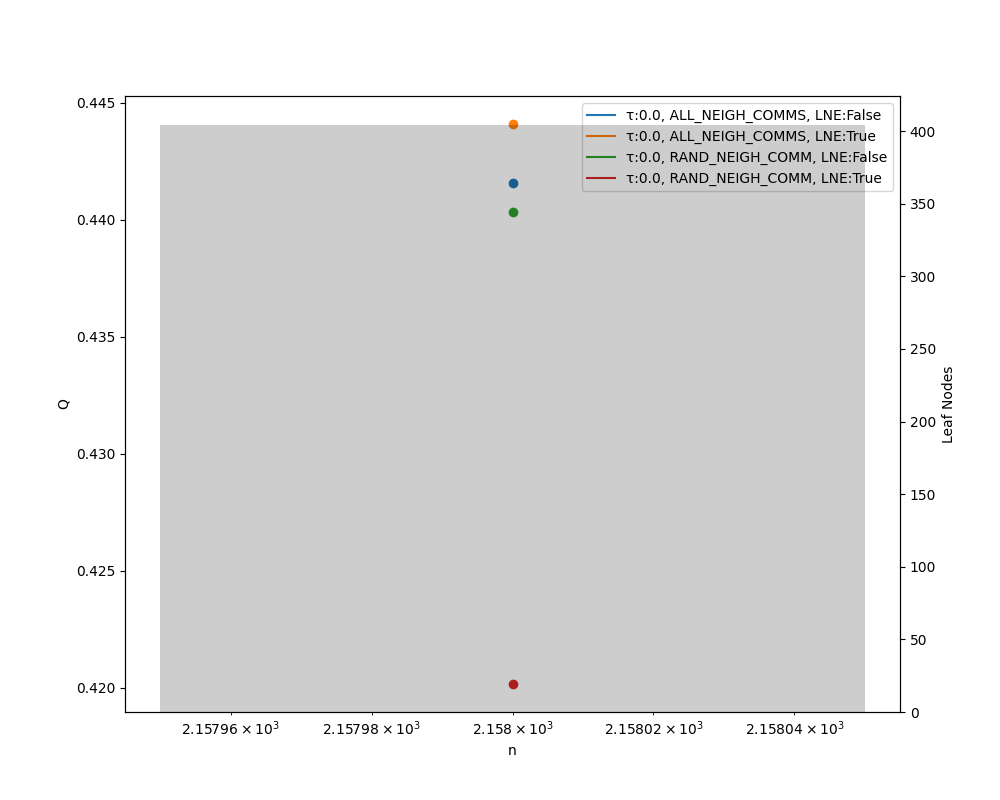 0.445
0.440
0.435
0.430
0.425
0.420
Q
τ:0.0, ALL_NEIGH_COMMS, LNE:False
τ:0.0, ALL_NEIGH_COMMS, LNE:True
τ:0.0, RAND_NEIGH_COMM, LNE:False
τ:0.0, RAND_NEIGH_COMM, LNE:True
400
350
300
250
200
150
100
50
0
Leaf Nodes
2.15796 × 10³
2.15798 × 10³
2.158 × 10³
2.15802 × 10³
2.15804 × 10³
n